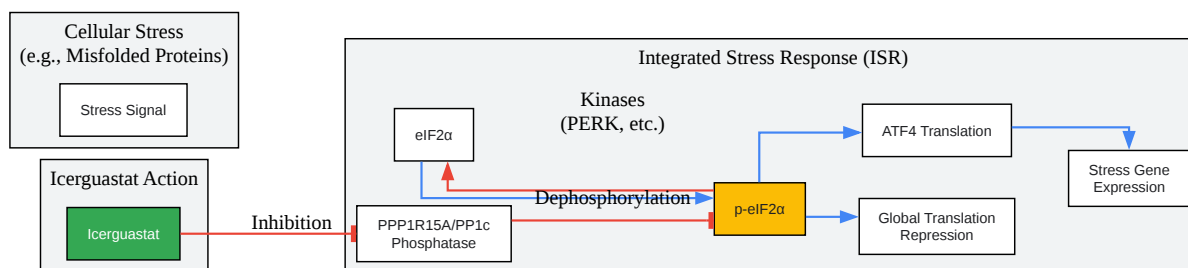 Cellular Stress
(e.g., Misfolded Proteins)
Stress Signal
Icerguastat Action
Icerguastat
Inhibition
Integrated Stress Response (ISR)
Kinases
(PERK, etc.)
eIF2α
Dephosphorylation
PPP1R15A/PP1c
Phosphatase
p-eIF2α
ATF4 Translation
Stress Gene
Expression
Global Translation
Repression